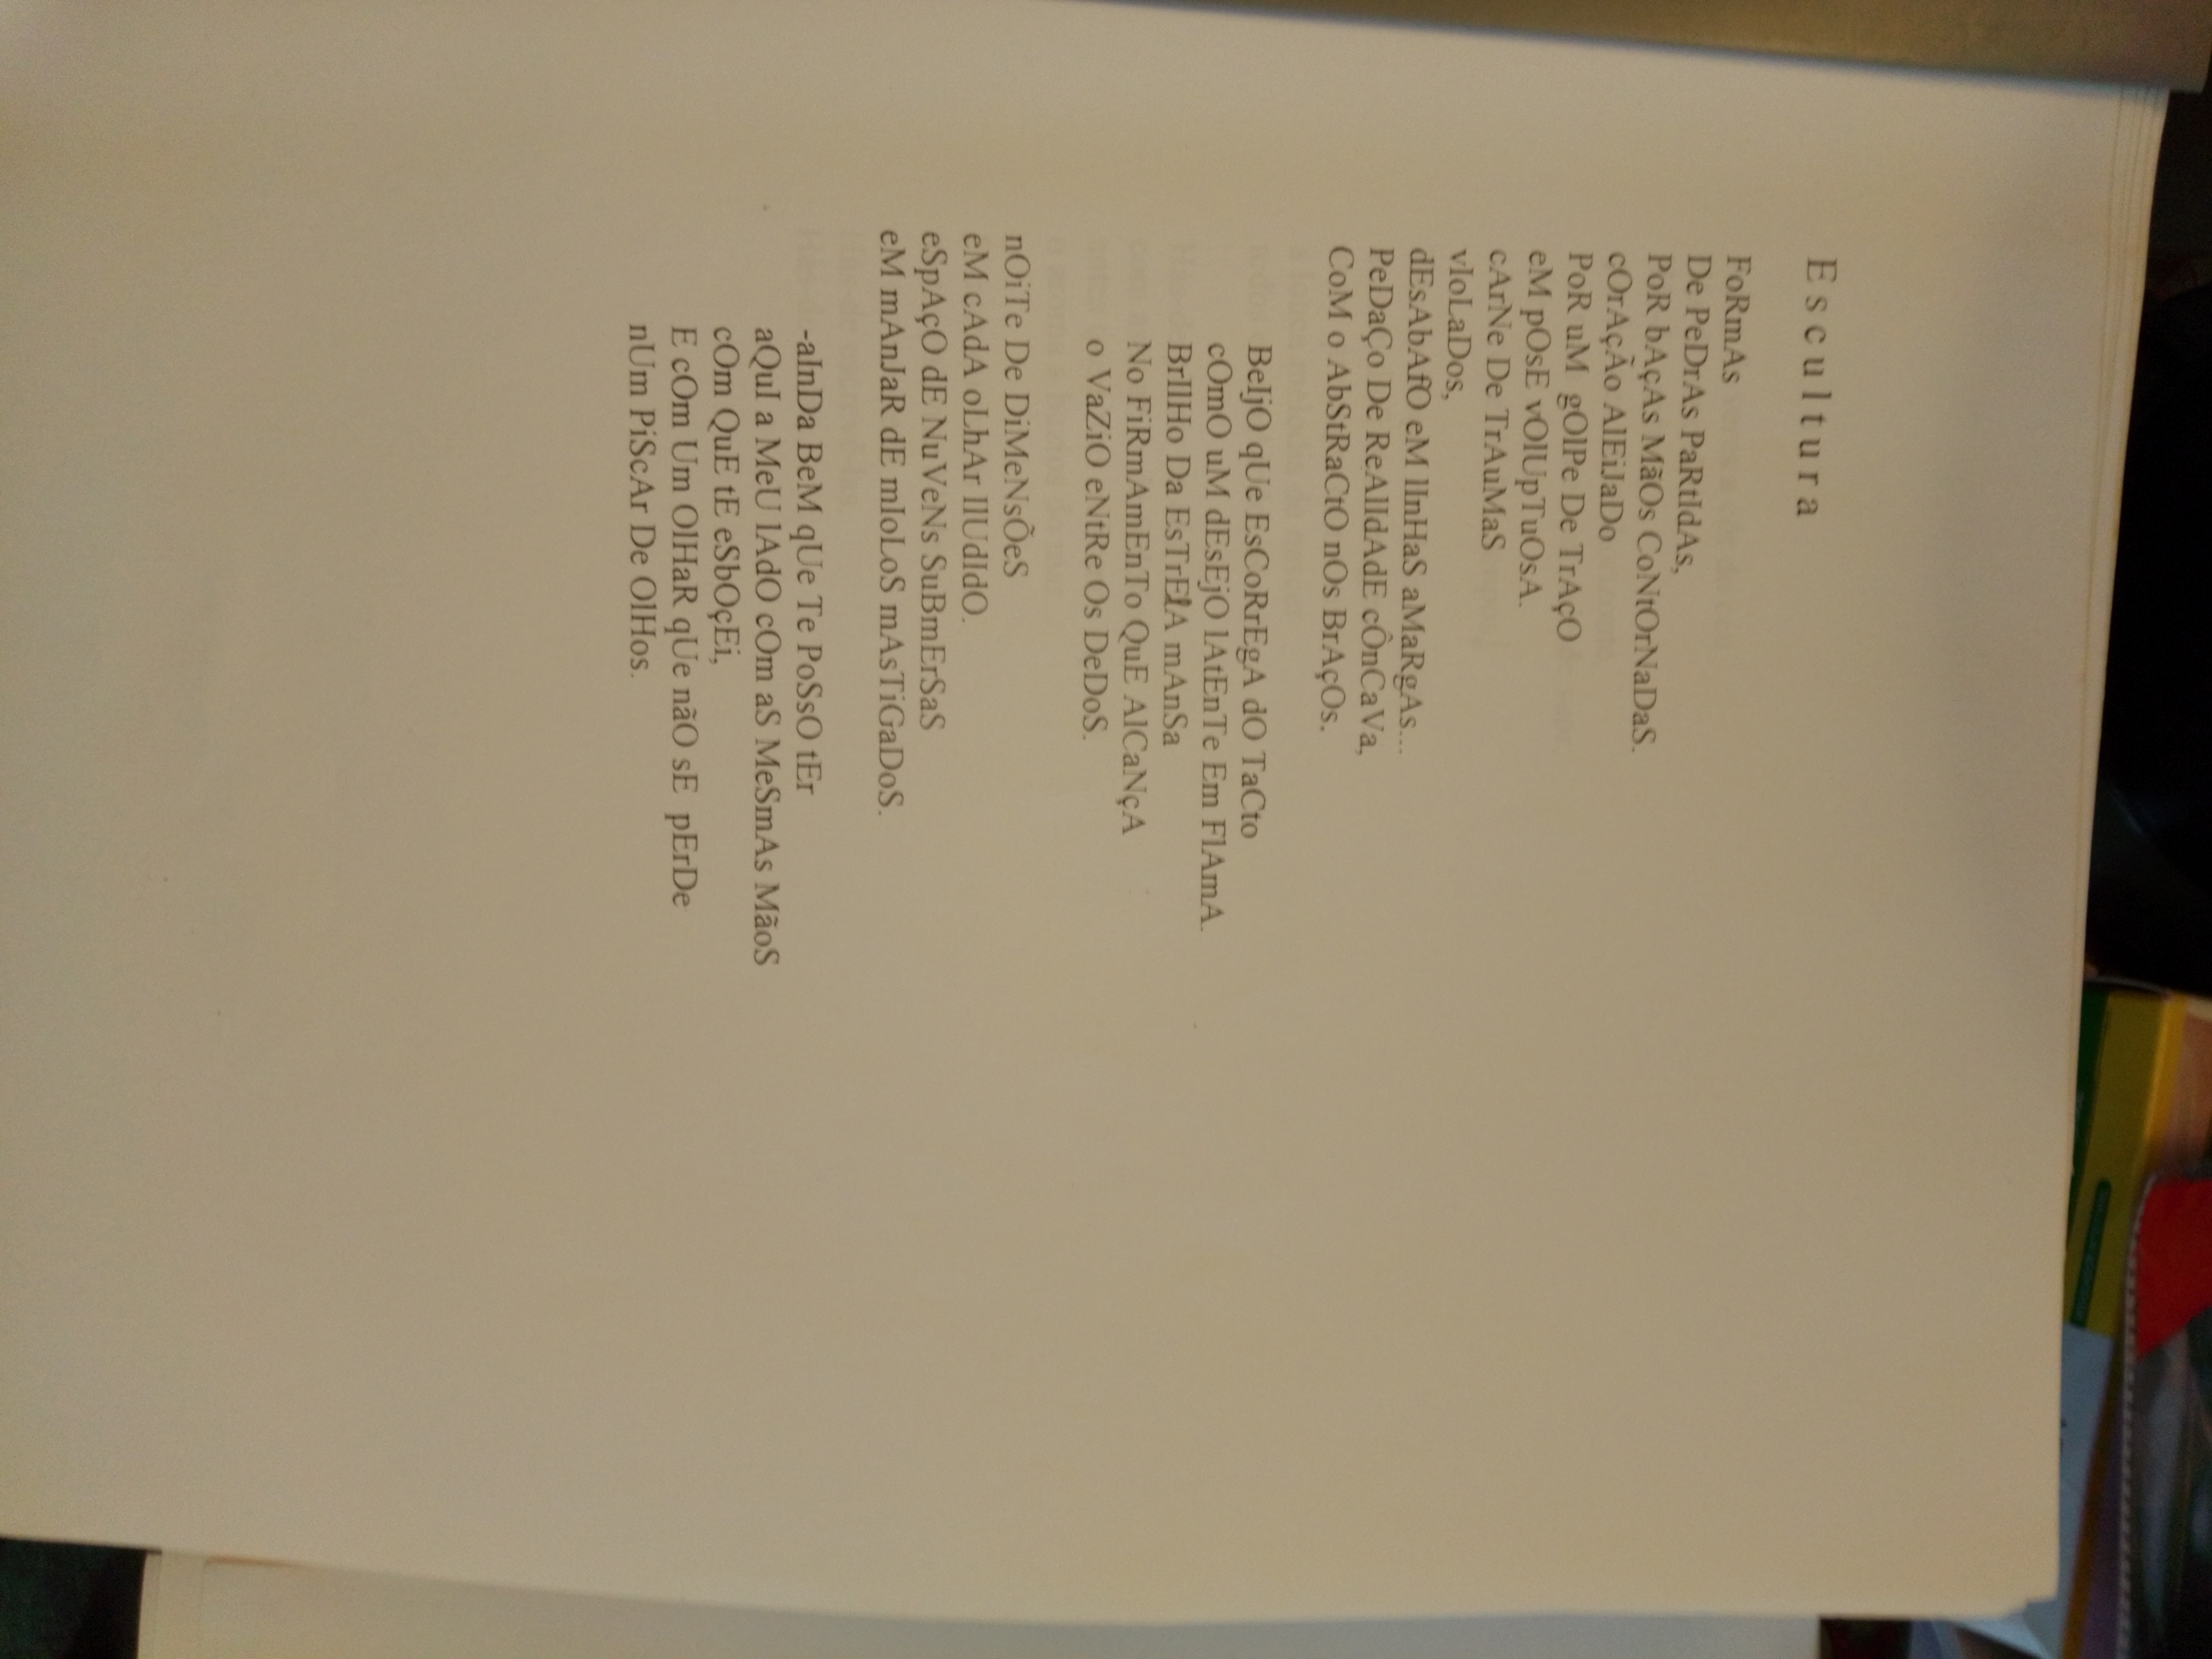 Escultura
FoRmAs
De PeDrAs PaRtIdAs,
PoR bAçAs MãOs CoNtOrNaDaS.
cOrAçÃo AlEiJaDo
PoR uM gOlPe De TrAçO
eM pOsE vOlUpTuOsA.
cArNe De TrAuMaS
vIoLaDos,
dEsAbAfO eM lInHaS aMaRgAs...
PeDaÇo De ReAlIdAdE cÔnCaVa,
CoM o AbStRaCtO nOs BrAçOs.
BeIjO qUe EsCoRrEgA dO TaCto
cOmO uM dEsEjO lAtEnTe Em FlAmA.
BrIlHo Da EsTrElA mAnSa
No FiRmAmEnTo QuE AlCaNçA
o VaZiO eNtRe Os DeDoS.
nOiTe De DiMeNsÕeS
eM cAdA oLhAr IlUdIdO.
eSpAçO dE NuVeNs SuBmErSaS
eM mAnJaR dE mIoLoS mAsTiGaDoS.
-aInDa BeM qUe Te PoSsO tEr
aQuI a MeU lAdO cOm aS MeSmAs MãoS
cOm QuE tE eSbOçEi,
E cOm Um OlHaR qUe nãO sE pErDe
nUm PiScAr De OlHos.